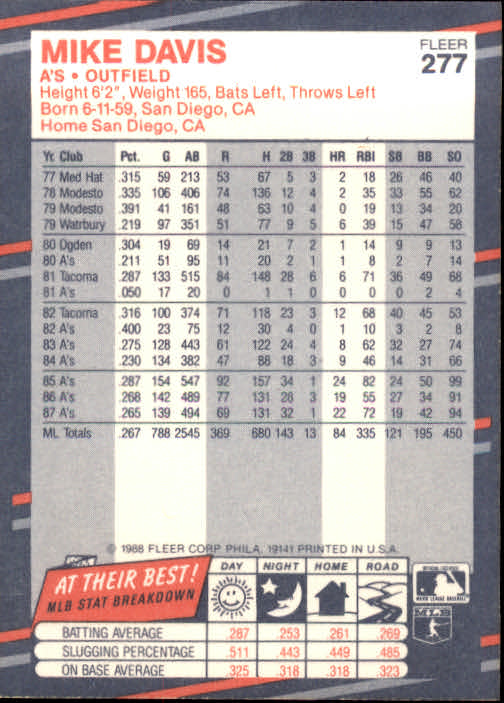 MIKE DAVIS
FLEER
277
A'S • OUTFIELD
Height 6'2", Weight 165, Bats Left, Throws Left
Born 6-11-59, San Diego, CA
Home San Diego, CA
Yr. Club Pct. G AB R H 2B 3B HR RBI SB BB SO
77 Med Hat .315 59 213 53 67 5 3 2 18 26 46 40
78 Modesto .335 106 406 74 136 12 4 2 35 33 55 62
79 Modesto .391 41 161 48 63 10 4 0 19 13 34 20
79 Watrbury .219 97 351 51 77 9 5 6 39 15 47 58
80 Ogden .304 19 69 14 21 7 2 1 14 9 9 13
80 A's .211 51 95 11 20 2 1 1 8 2 7 14
81 Tacoma .287 133 515 84 148 28 6 6 71 36 49 68
81 A's .050 17 20 0 1 1 0 0 0 0 2 4
82 Tacoma .316 100 374 71 118 23 3 12 68 40 45 53
82 A's .400 23 75 12 30 4 0 1 10 3 2 8
83 A's .275 128 443 61 122 24 4 8 62 32 27 74
84 A's .230 134 382 47 88 18 3 9 46 14 31 66
85 A's .287 154 547 92 157 34 1 24 82 24 50 99
86 A's .268 142 489 77 131 28 3 19 55 27 34 91
87 A's .265 139 494 69 131 32 1 22 72 19 42 94
ML Totals .267 788 2545 369 680 143 13 84 335 121 195 450
© 1988 FLEER CORP. PHILA. 19141 PRINTED IN U.S.A.
AT THEIR BEST!
MLB STAT BREAKDOWN
DAY NIGHT HOME ROAD
BATTING AVERAGE .287 .253 .261 .269
SLUGGING PERCENTAGE .511 .443 .449 .485
ON BASE AVERAGE .325 .318 .318 .323
MAJOR LEAGUE BASEBALL